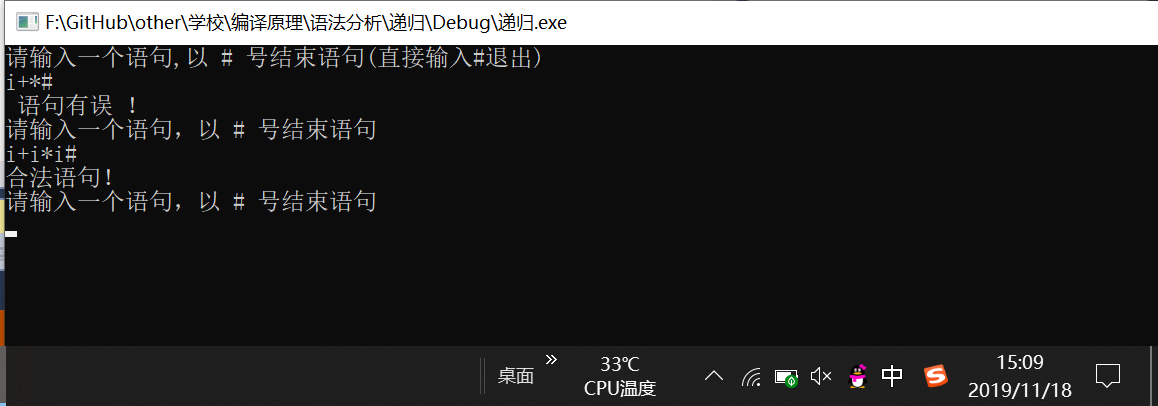 F:\GitHub\other\学校\编译原理\语法分析\递归\Debug\递归.exe
请输入一个语句,以 # 号结束语句(直接输入#退出)
i+*#
 语句有误 !
请输入一个语句，以 # 号结束语句
i+i*i#
合法语句!
请输入一个语句，以 # 号结束语句
桌面
33℃
CPU温度
中
S
15:09
2019/11/18